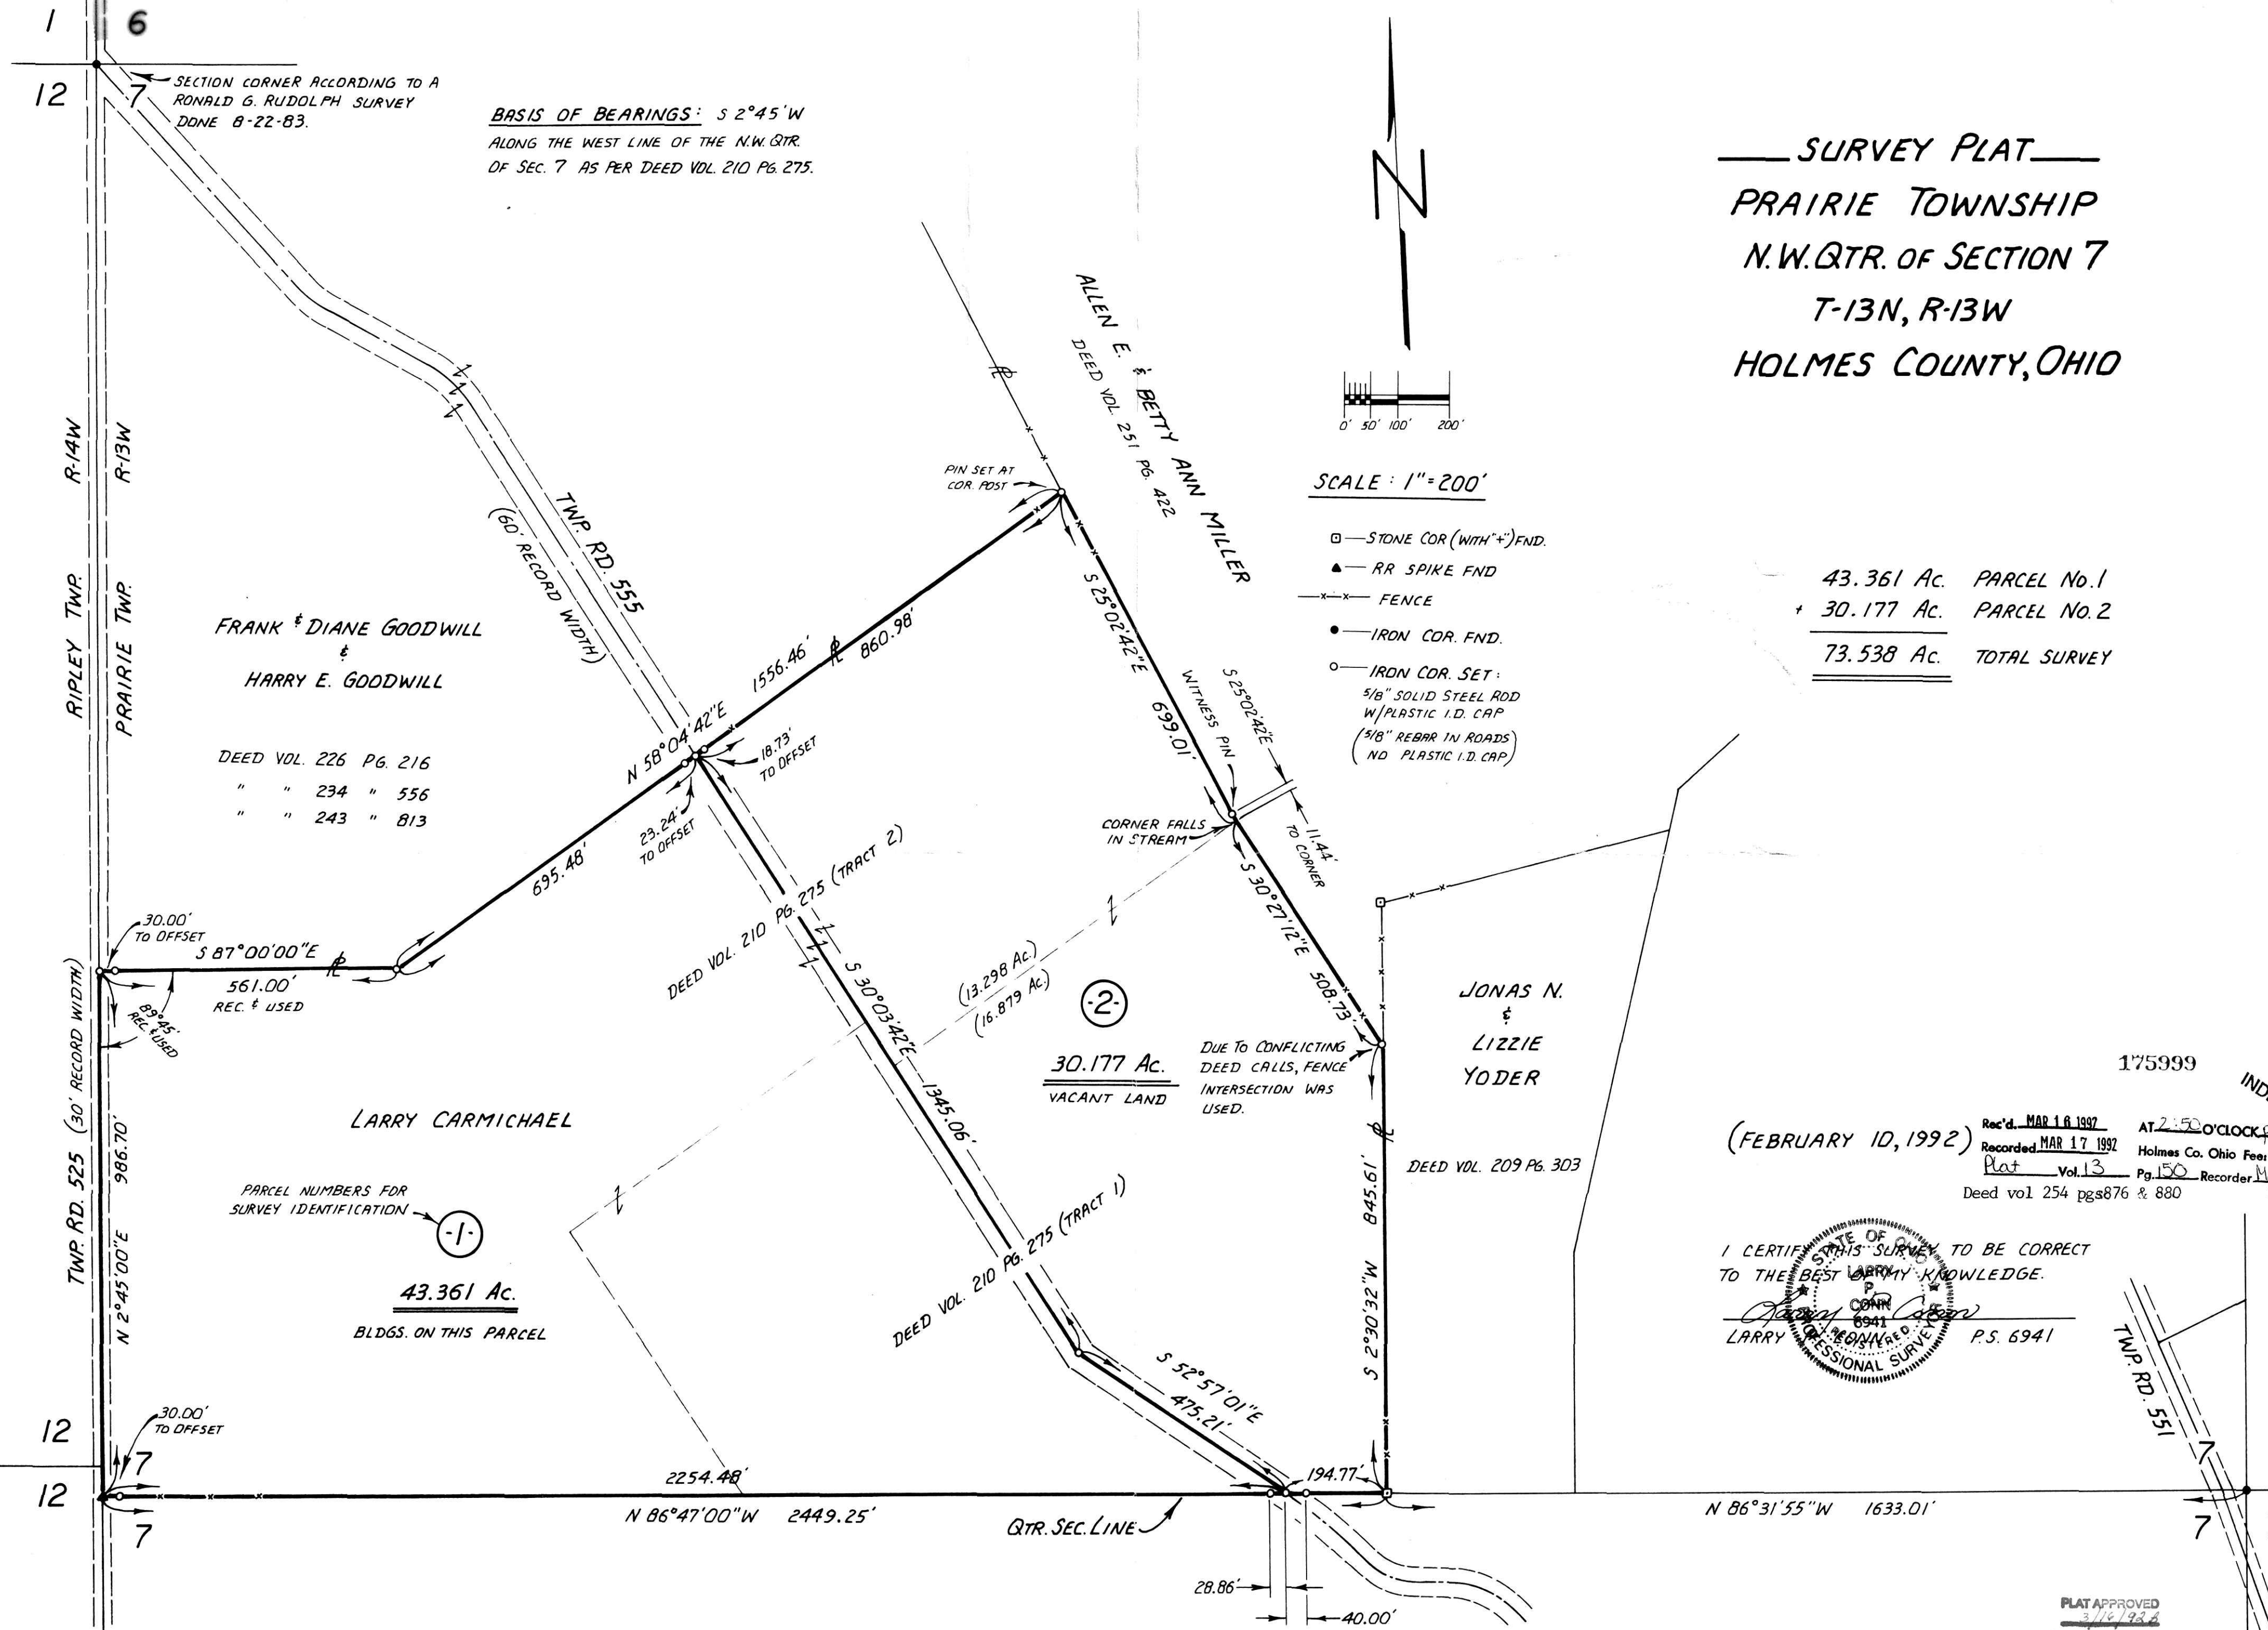 1
6
12
7
SECTION CORNER ACCORDING TO A
RONALD G. RUDOLPH SURVEY
DONE 8-22-83.
BASIS OF BEARINGS: S 2°45'W
ALONG THE WEST LINE OF THE N.W. QTR.
OF SEC. 7 AS PER DEED VOL. 210 PG. 275.
N
SURVEY PLAT
PRAIRIE TOWNSHIP
N.W. QTR. OF SECTION 7
T-13N, R-13W
HOLMES COUNTY, OHIO
0' 50' 100' 200'
SCALE : 1"=200'
STONE COR (WITH "+") FND.
RR SPIKE FND
FENCE
IRON COR. FND.
IRON COR. SET :
5/8" SOLID STEEL ROD
W/PLASTIC I.D. CAP
(5/8" REBAR IN ROADS
NO PLASTIC I.D. CAP)
43.361 Ac. PARCEL No. 1
+ 30.177 Ac. PARCEL No. 2
73.538 Ac. TOTAL SURVEY
ALLEN E. & BETTY ANN MILLER
DEED VOL. 251 PG. 422
R-14W
R-13W
RIPLEY TWP.
PRAIRIE TWP.
TWP. RD. 555
(60' RECORD WIDTH)
PIN SET AT
COR. POST
FRANK & DIANE GOODWILL
&
HARRY E. GOODWILL
DEED VOL. 226 PG. 216
" " 234 " 556
" " 243 " 813
1556.46'
860.98'
N 58°04'42"E
18.73'
TO OFFSET
23.24'
TO OFFSET
695.48'
S 25°02'42"E
699.01'
WITNESS PIN
S 25°02'42"E
11.44'
TO CORNER
CORNER FALLS
IN STREAM
S 30°27'12"E 508.73'
30.00'
TO OFFSET
S 87°00'00"E
561.00'
REC. & USED
89°45'
REC. & USED
DEED VOL. 210 PG. 275 (TRACT 2)
S 30°03'42"E 1345.06'
(13.298 Ac.)
(16.879 Ac.)
-2-
30.177 Ac.
VACANT LAND
DUE TO CONFLICTING
DEED CALLS, FENCE
INTERSECTION WAS
USED.
JONAS N.
&
LIZZIE
YODER
DEED VOL. 209 PG. 303
TWP. RD. 525 (30' RECORD WIDTH)
N 2°45'00"E 986.70'
LARRY CARMICHAEL
PARCEL NUMBERS FOR
SURVEY IDENTIFICATION
-1-
43.361 Ac.
BLDGS. ON THIS PARCEL
DEED VOL. 210 PG. 275 (TRACT 1)
S 52°57'01"E
475.21'
S 2°30'32"W 845.61'
175999
(FEBRUARY 10, 1992)
Rec'd. MAR 16 1992 AT 2:50 O'CLOCK
Recorded MAR 17 1992 Holmes Co. Ohio
Plat Vol. 13 Pg. 150 Recorder
Deed vol 254 pgs876 & 880
I CERTIFY THIS SURVEY TO BE CORRECT
TO THE BEST OF MY KNOWLEDGE.
LARRY P. CONN P.S. 6941
STATE OF OHIO
LARRY
P.
CONN
6941
REGISTERED
PROFESSIONAL SURVEYOR
TWP. RD. 551
12
7
12
7
30.00'
TO OFFSET
2254.48'
194.77'
N 86°47'00"W 2449.25'
QTR. SEC. LINE
N 86°31'55"W 1633.01'
7
7
28.86'
40.00'
PLAT APPROVED
3/16/92